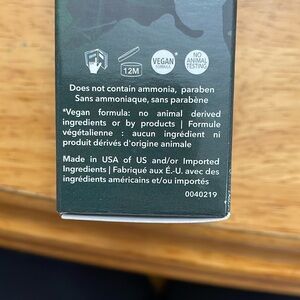 12M
VEGAN
FORMULA
NO
ANIMAL
TESTING
Does not contain ammonia, paraben
Sans ammoniaque, sans parabène
*Vegan formula: no animal derived
ingredients or by products | Formule
végétalienne : aucun ingrédient ni
produit dérivés d'origine animale
Made in USA of US and/or Imported
Ingredients | Fabriqué aux É.-U. avec des
ingrédients américains et/ou importés
0040219